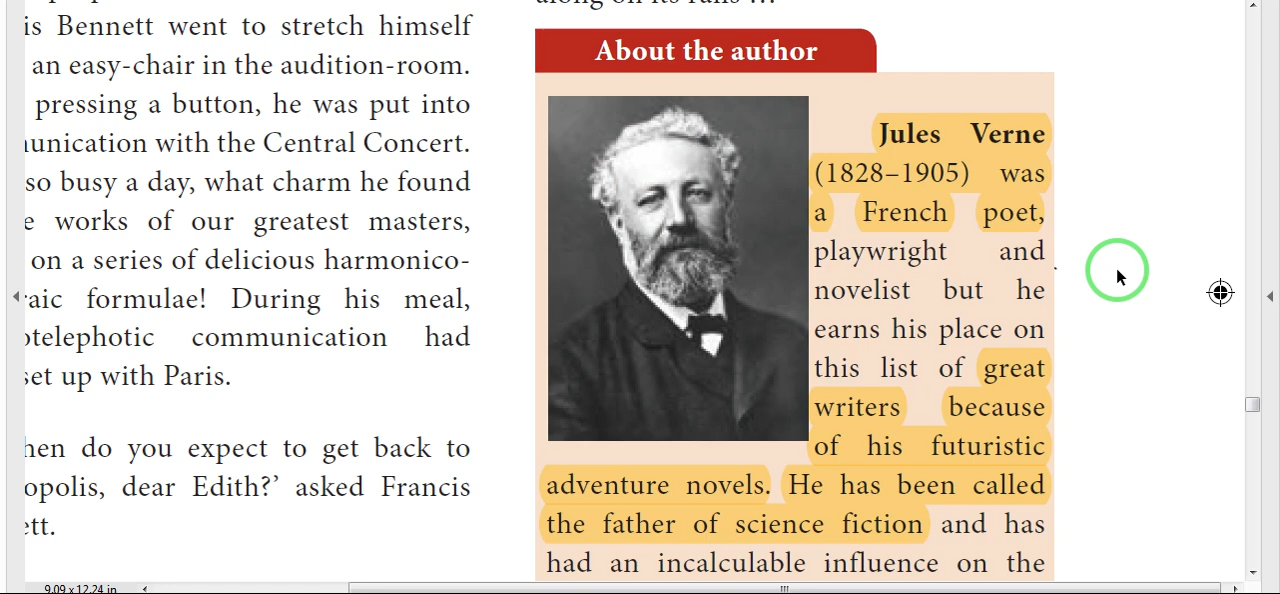 is Bennett went to stretch himself
an easy-chair in the audition-room.
pressing a button, he was put into
unication with the Central Concert.
so busy a day, what charm he found
e works of our greatest masters,
on a series of delicious harmonico-
raic formulae! During his meal,
otelephotic communication had
set up with Paris.
hen do you expect to get back to
opolis, dear Edith?’ asked Francis
ett.
About the author
Jules Verne
(1828–1905) was
a French poet,
playwright and
novelist but he
earns his place on
this list of great
writers because
of his futuristic
adventure novels. He has been called
the father of science fiction and has
had an incalculable influence on the
9.09 x 12.24 in